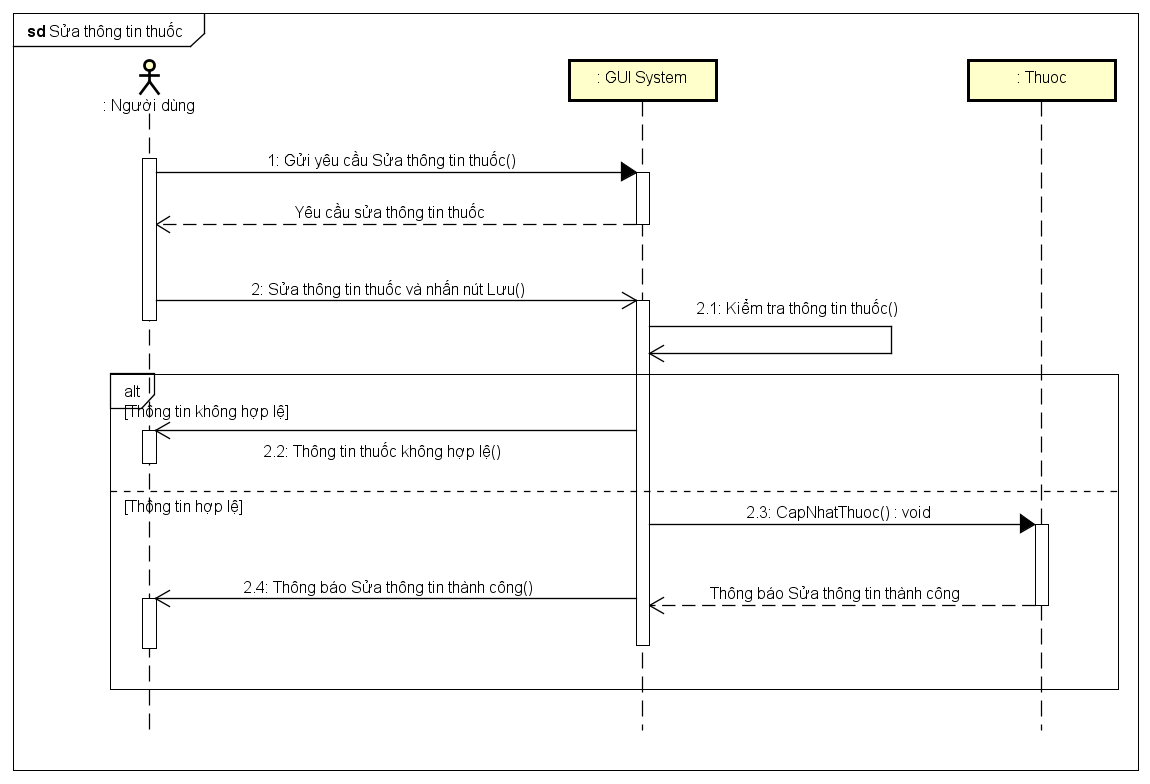 sd Sửa thông tin thuốc
: Người dùng
: GUI System
: Thuoc
1: Gửi yêu cầu Sửa thông tin thuốc()
Yêu cầu sửa thông tin thuốc
2: Sửa thông tin thuốc và nhấn nút Lưu()
2.1: Kiểm tra thông tin thuốc()
alt
[Thông tin không hợp lệ]
2.2: Thông tin thuốc không hợp lệ()
[Thông tin hợp lệ]
2.3: CapNhatThuoc() : void
2.4: Thông báo Sửa thông tin thành công()
Thông báo Sửa thông tin thành công